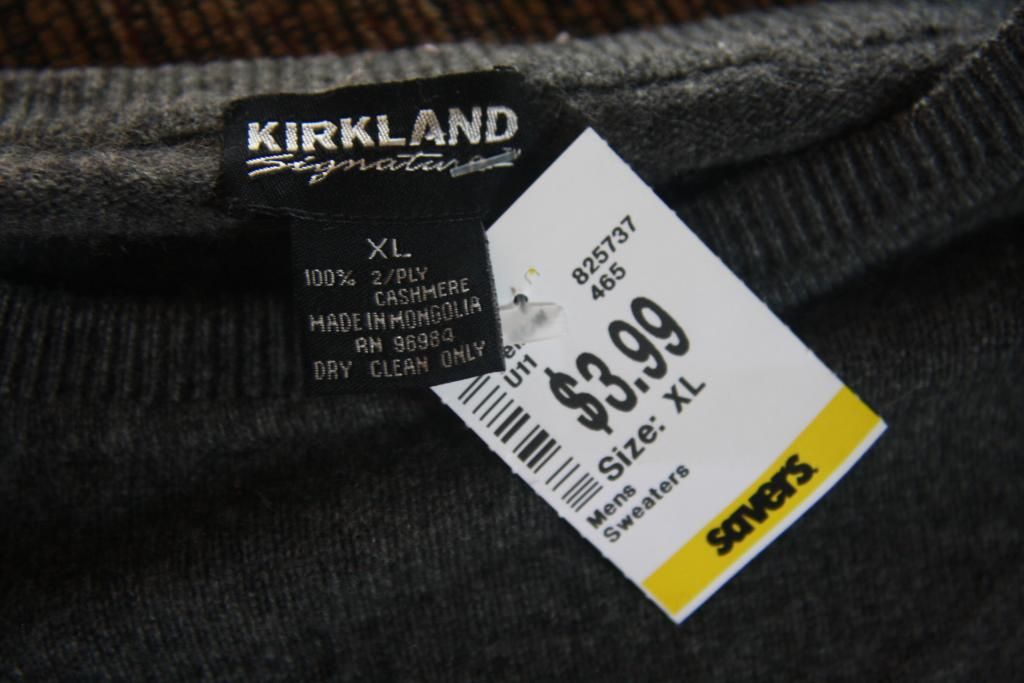 KIRKLAND
Signature
XL
100% 2/PLY
CASHMERE
MADE IN MONGOLIA
RN 96984
DRY CLEAN ONLY
825737
465
U11
$3.99
Size: XL
Mens
Sweaters
savers